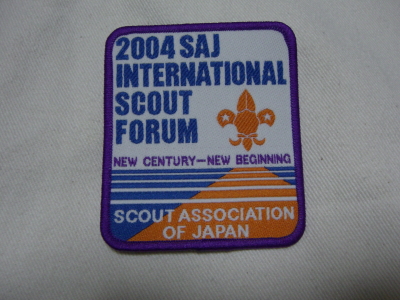 2004 SAJ
INTERNATIONAL
SCOUT
FORUM
NEW CENTURY—NEW BEGINNING
SCOUT ASSOCIATION
OF JAPAN